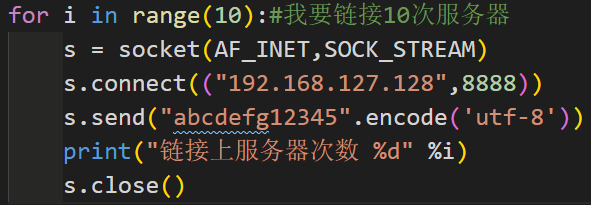 for i in range(10):#我要链接10次服务器
    s = socket(AF_INET,SOCK_STREAM)
    s.connect(("192.168.127.128",8888))
    s.send("abcdefg12345".encode('utf-8'))
    print("链接上服务器次数 %d" %i)
    s.close()